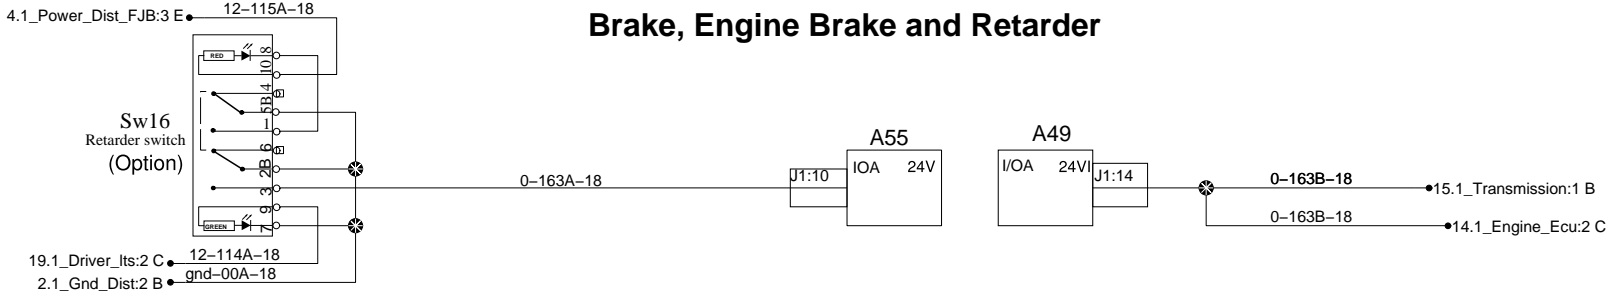 4.1_Power_Dist_FJB:3 E
12–115A–18
Brake, Engine Brake and Retarder
RED
8
10
4
5B
1
Sw16
Retarder switch
(Option)
6
2B
3
9
7
GREEN
0–163A–18
A55
IOA 24V
J1:10
A49
I/OA 24VI
J1:14
0–163B–18
15.1_Transmission:1 B
0–163B–18
14.1_Engine_Ecu:2 C
19.1_Driver_lts:2 C
12–114A–18
2.1_Gnd_Dist:2 B
gnd–00A–18